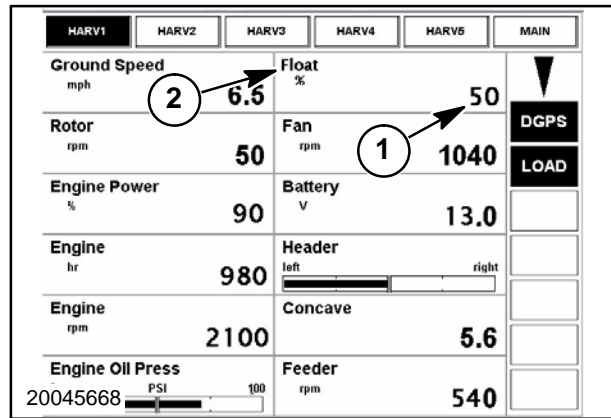 HARV1 HARV2 HARV3 HARV4 HARV5 MAIN
Ground Speed
mph
6.5
Float
%
50
2
1
DGPS
LOAD
Rotor
rpm
50
Fan
rpm
1040
Engine Power
%
90
Battery
V
13.0
Engine
hr
980
Header
left right
Engine
rpm
2100
Concave
5.6
Engine Oil Press
PSI 100
Feeder
rpm
540
20045668